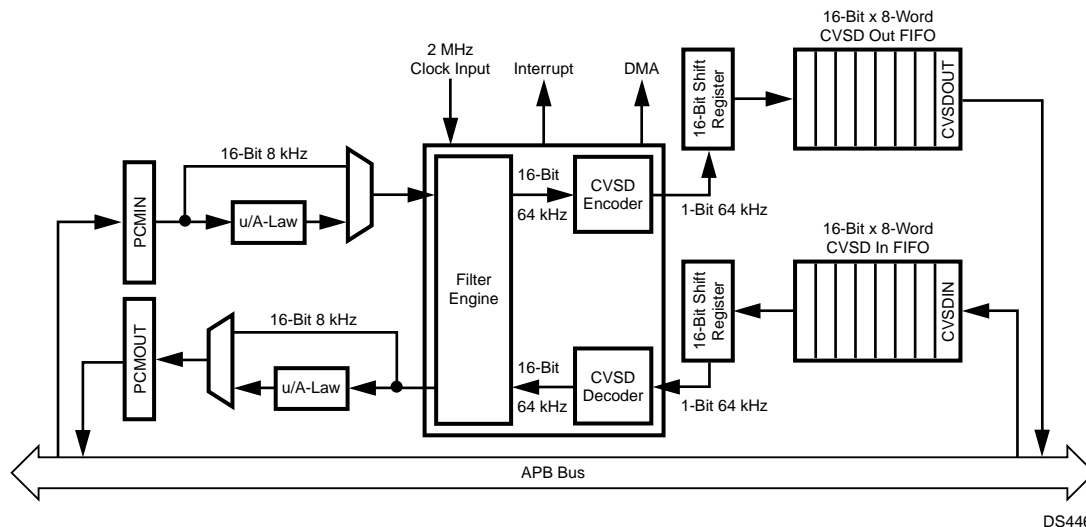 16-Bit x 8-Word
CVSD Out FIFO
2 MHz
Clock Input
Interrupt
DMA
16-Bit Shift
Register
CVSDOUT
16-Bit 8 kHz
PCMIN
u/A-Law
16-Bit
64 kHz
CVSD
Encoder
1-Bit 64 kHz
16-Bit x 8-Word
CVSD In FIFO
Filter
Engine
16-Bit Shift
Register
CVSDIN
PCMOUT
16-Bit 8 kHz
u/A-Law
16-Bit
64 kHz
CVSD
Decoder
1-Bit 64 kHz
APB Bus